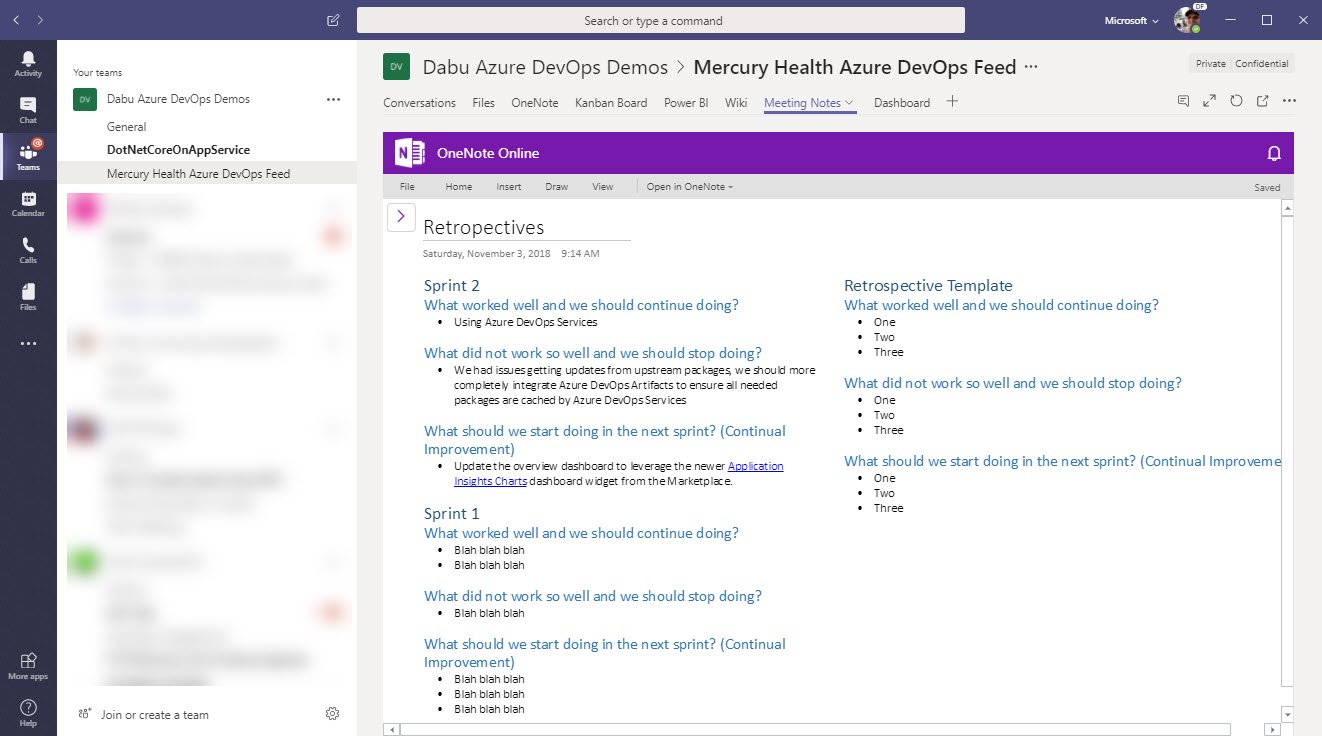 Search or type a command
Microsoft
DF
Activity
Chat
Teams
Calendar
Calls
Files
More apps
Help
Your teams
DV
Dabu Azure DevOps Demos
General
DotNetCoreOnAppService
Mercury Health Azure DevOps Feed
Join or create a team
DV
Dabu Azure DevOps Demos > Mercury Health Azure DevOps Feed ···
Private Confidential
Conversations Files OneNote Kanban Board Power BI Wiki Meeting Notes Dashboard +
N OneNote Online
File Home Insert Draw View Open in OneNote
Saved
Retropectives
Saturday, November 3, 2018 9:14 AM
Sprint 2
What worked well and we should continue doing?
• Using Azure DevOps Services
What did not work so well and we should stop doing?
• We had issues getting updates from upstream packages, we should more
completely integrate Azure DevOps Artifacts to ensure all needed
packages are cached by Azure DevOps Services
What should we start doing in the next sprint? (Continual
Improvement)
• Update the overview dashboard to leverage the newer Application
Insights Charts dashboard widget from the Marketplace.
Sprint 1
What worked well and we should continue doing?
• Blah blah blah
• Blah blah blah
What did not work so well and we should stop doing?
• Blah blah blah
What should we start doing in the next sprint? (Continual
Improvement)
• Blah blah blah
• Blah blah blah
• Blah blah blah
Retrospective Template
What worked well and we should continue doing?
• One
• Two
• Three
What did not work so well and we should stop doing?
• One
• Two
• Three
What should we start doing in the next sprint? (Continual Improveme
• One
• Two
• Three